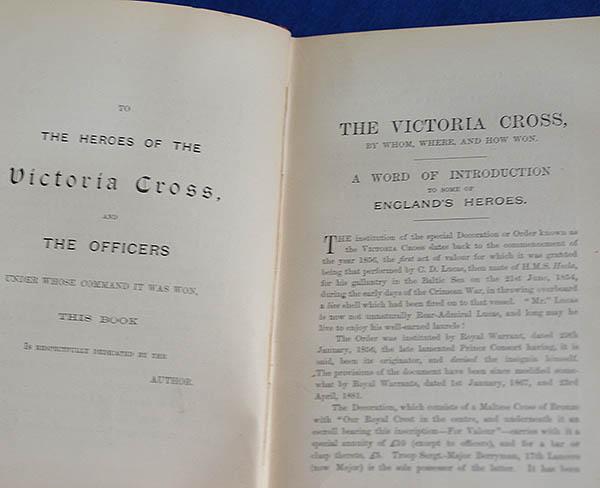 TO
THE HEROES OF THE
Victoria Cross,
AND
THE OFFICERS
UNDER WHOSE COMMAND IT WAS WON,
THIS BOOK
IS RESPECTFULLY DEDICATED BY THE
AUTHOR.
THE VICTORIA CROSS,
BY WHOM, WHERE, AND HOW WON.
A WORD OF INTRODUCTION
TO SOME OF
ENGLAND'S HEROES.
THE institution of the special Decoration or Order known as
the VICTORIA CROSS dates back to the commencement of
the year 1856, the first act of valour for which it was granted
being that performed by C. D. Lucas, then mate of H.M.S. Hecla,
for his gallantry in the Baltic Sea on the 21st June, 1854,
during the early days of the Crimean War, in throwing overboard
a live shell which had been fired on to that vessel. "Mr." Lucas
is now not unnaturally Rear-Admiral Lucas, and long may he
live to enjoy his well-earned laurels!
The Order was instituted by Royal Warrant, dated 29th
January, 1856, the late lamented Prince Consort having, it is
said, been its originator, and devised the insignia himself.
The provisions of the document have been since modified some-
what by Royal Warrants, dated 1st January, 1867, and 23rd
April, 1881.
The Decoration, which consists of a Maltese Cross of Bronze
with "Our Royal Crest in the centre, and underneath it an
escroll bearing this inscription—For Valour"—carries with it a
special annuity of £10 (except to officers), and for a bar or
clasp thereto, £5. Troop Sergt.-Major Berryman, 17th Lancers
(now Major) is the sole possessor of the latter. It has been